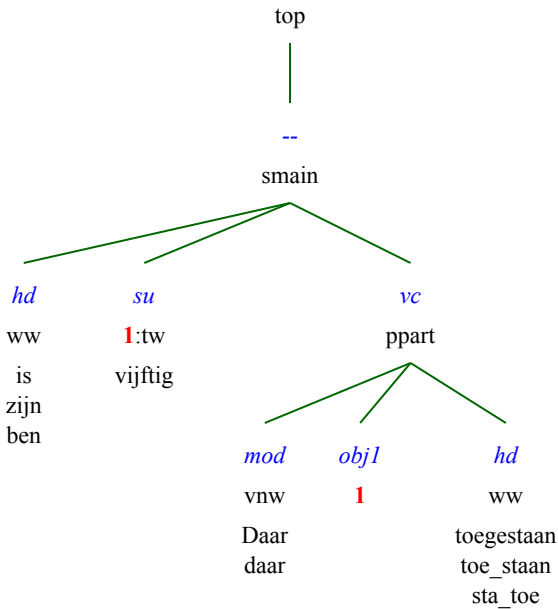 top
--
smain
hd su vc
ww 1:tw ppart
is vijftig
zijn
ben
mod obj1 hd
vnw 1 ww
Daar toegestaan
daar toe_staan
sta_toe